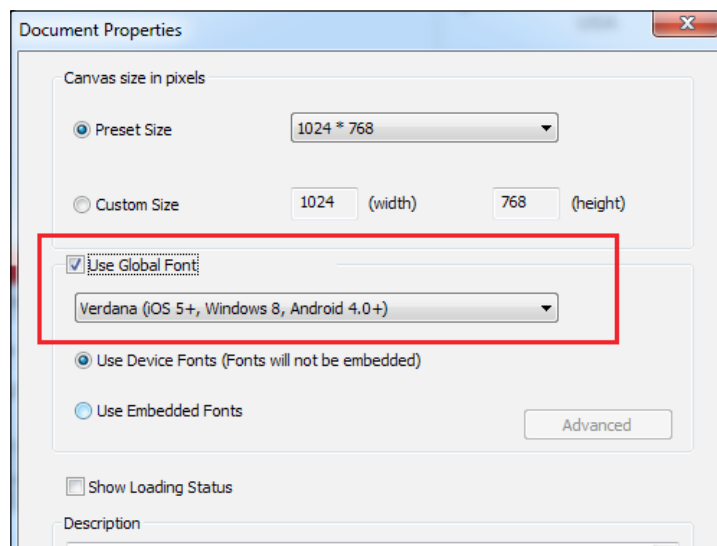 Document Properties
Canvas size in pixels
Preset Size 1024 * 768
Custom Size 1024 (width) 768 (height)
Use Global Font
Verdana (iOS 5+, Windows 8, Android 4.0+)
Use Device Fonts (Fonts will not be embedded)
Use Embedded Fonts
Advanced
Show Loading Status
Description